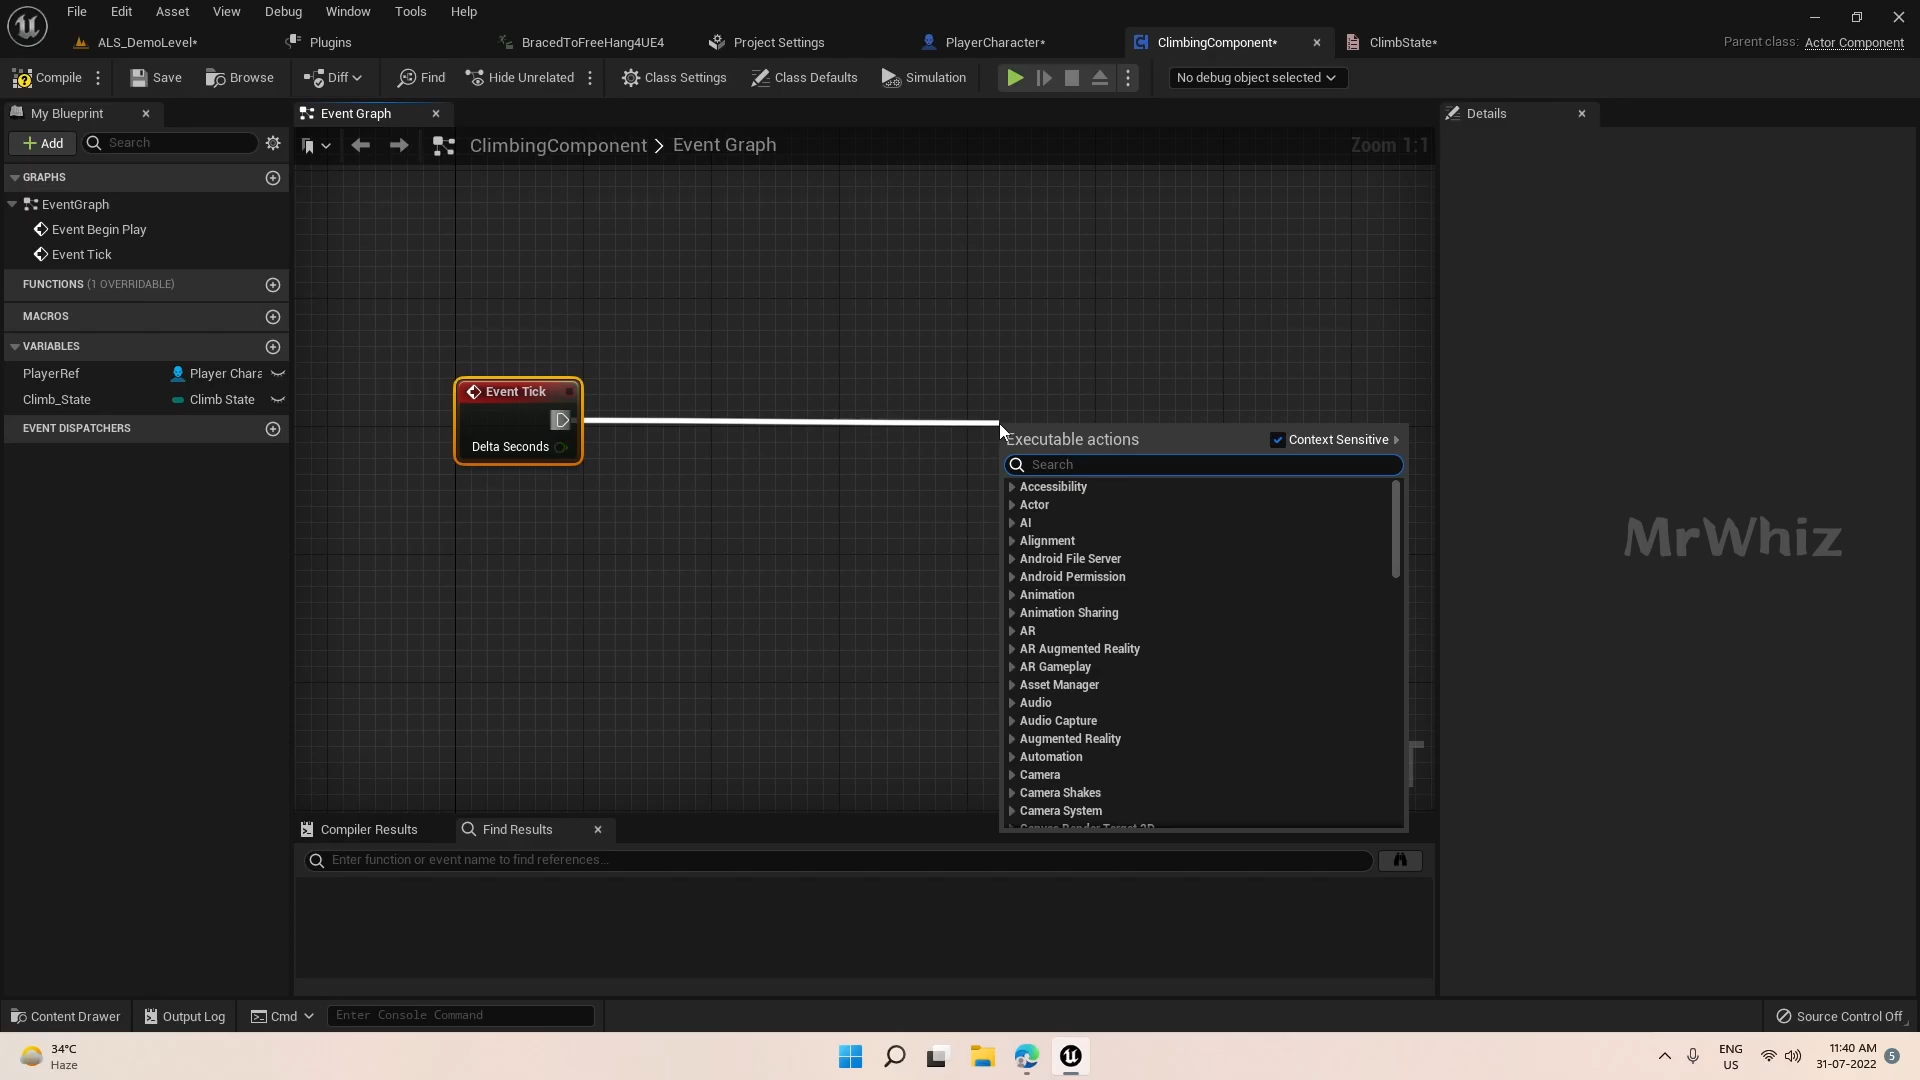 File Edit Asset View Debug Window Tools Help
ALS_DemoLevel* Plugins BracedToFreeHang4UE4 Project Settings PlayerCharacter* ClimbingComponent* ClimbState* Parent class: Actor Component
Compile Save Browse Diff Find Hide Unrelated Class Settings Class Defaults Simulation No debug object selected
My Blueprint Event Graph Details
Add Search ClimbingComponent > Event Graph Zoom 1:1
GRAPHS
EventGraph
Event Begin Play
Event Tick
FUNCTIONS (1 OVERRIDABLE)
MACROS
VARIABLES
PlayerRef Player Chara
Climb_State Climb State
EVENT DISPATCHERS
Event Tick
Delta Seconds
Executable actions Context Sensitive
Search
Accessibility
Actor
AI
Alignment
Android File Server
Android Permission
Animation
Animation Sharing
AR
AR Augmented Reality
AR Gameplay
Asset Manager
Audio
Audio Capture
Augmented Reality
Automation
Camera
Camera Shakes
Camera System
MrWhiz
Compiler Results Find Results
Enter function or event name to find references...
Content Drawer Output Log Cmd Enter Console Command Source Control Off
34°C
Haze
ENG
US
11:40 AM
31-07-2022
5